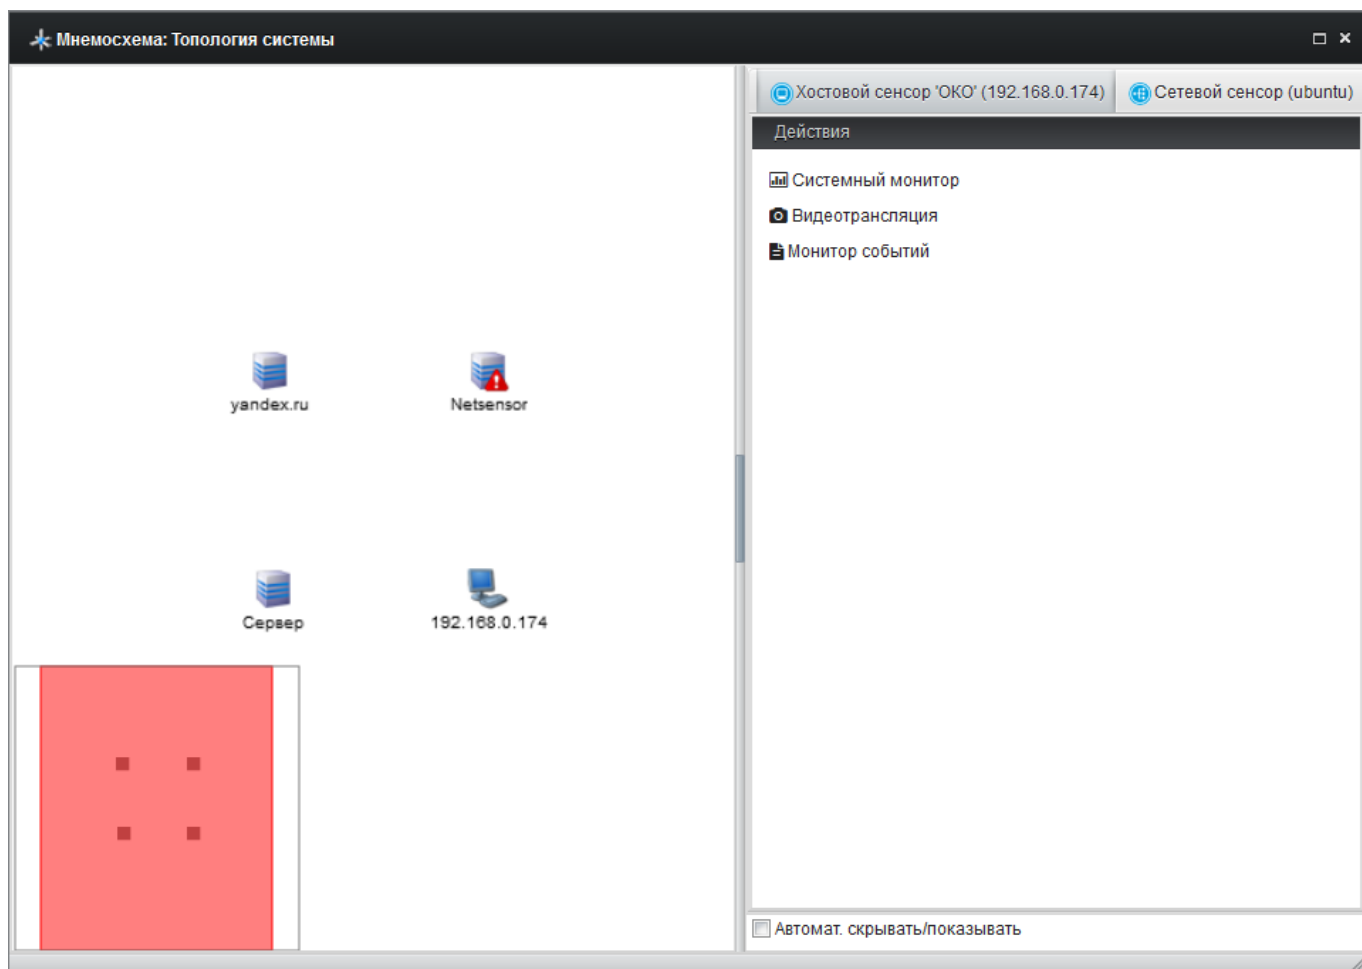 Мнемосхема: Топология системы
Хостовой сенсор 'ОКО' (192.168.0.174)
Сетевой сенсор (ubuntu)
Действия
Системный монитор
Видеотрансляция
Монитор событий
yandex.ru
Netsensor
Сервер
192.168.0.174
Автомат. скрывать/показывать